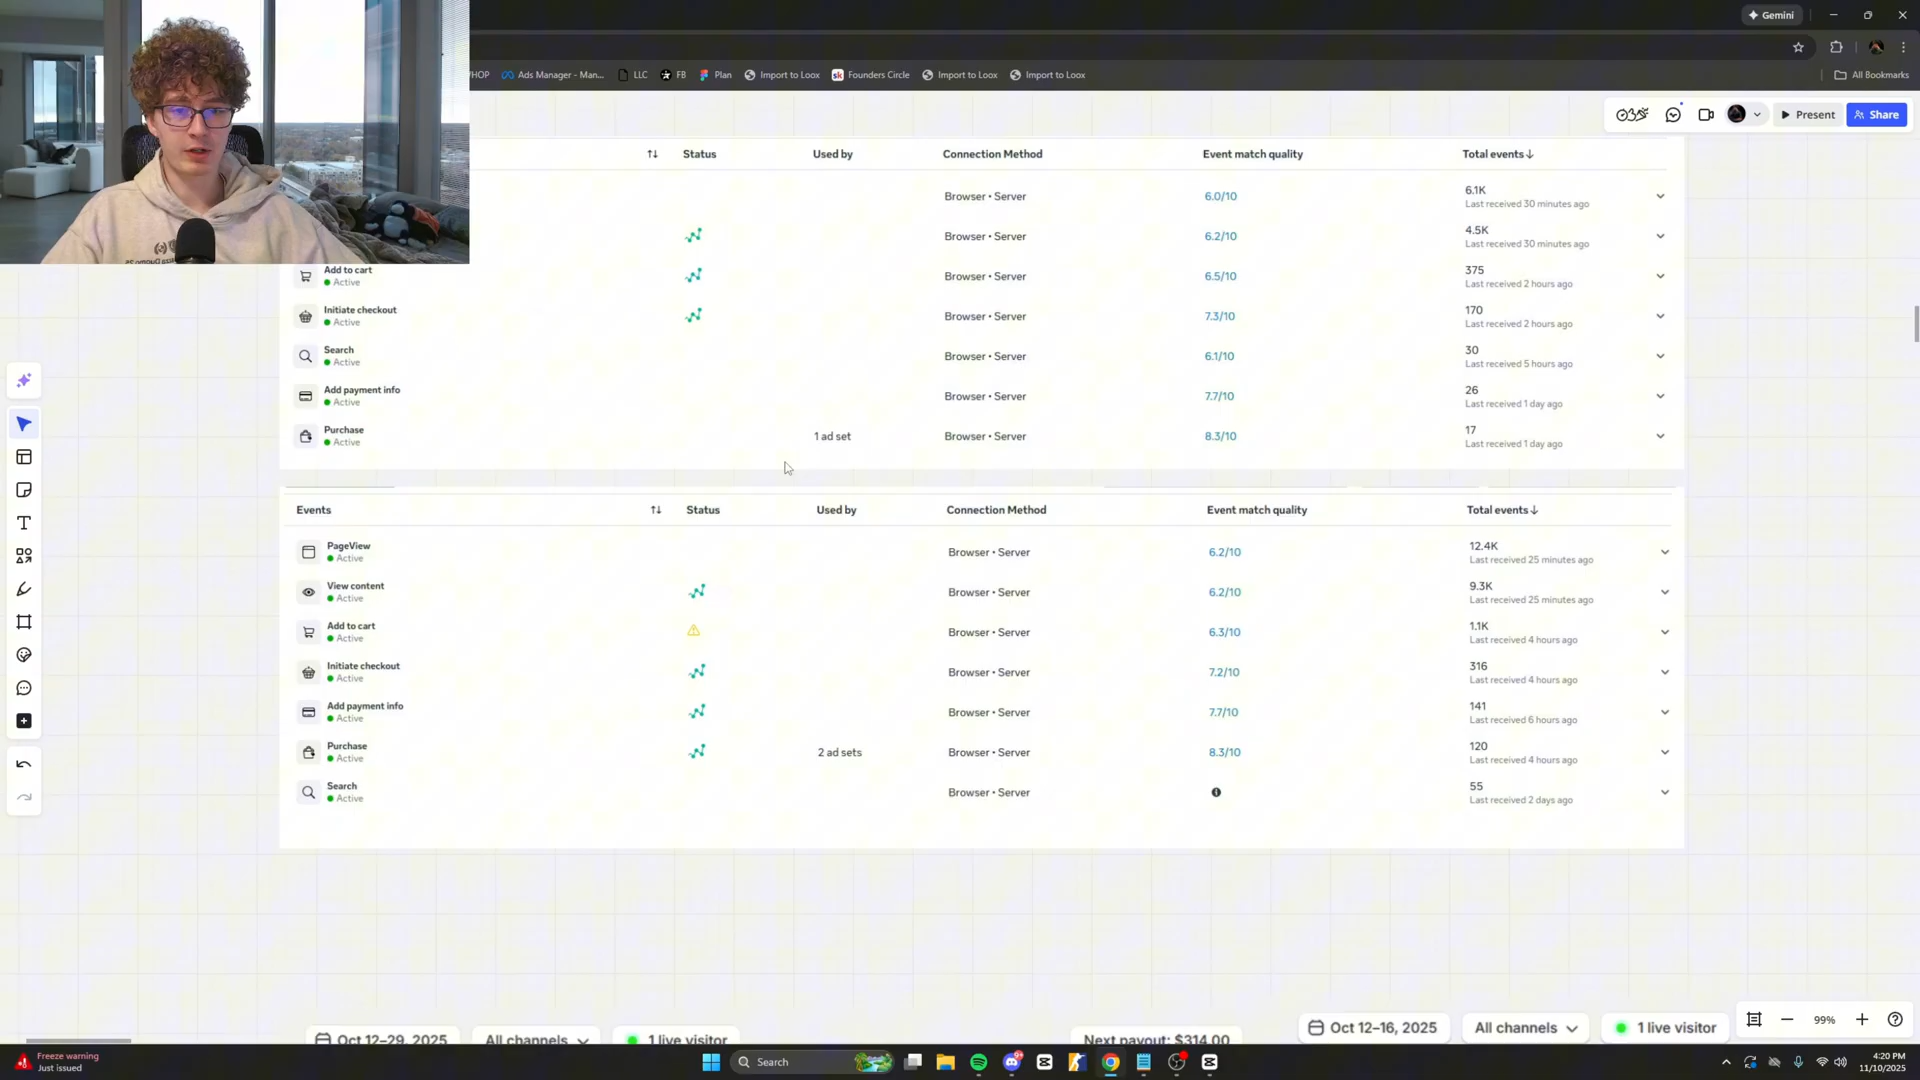 Gemini
HOP
Ads Manager - Man...
LLC
FB
Plan
Import to Loox
sk
Founders Circle
Import to Loox
Import to Loox
All Bookmarks
Present
Share
Status
Used by
Connection Method
Event match quality
Total events
Browser • Server
6.0/10
6.1K
Last received 30 minutes ago
Browser • Server
6.2/10
4.5K
Last received 30 minutes ago
Add to cart
Active
Browser • Server
6.5/10
375
Last received 2 hours ago
Initiate checkout
Active
Browser • Server
7.3/10
170
Last received 2 hours ago
Search
Active
Browser • Server
6.1/10
30
Last received 5 hours ago
Add payment info
Active
Browser • Server
7.7/10
26
Last received 1 day ago
Purchase
Active
1 ad set
Browser • Server
8.3/10
17
Last received 1 day ago
Events
Status
Used by
Connection Method
Event match quality
Total events
PageView
Active
Browser • Server
6.2/10
12.4K
Last received 25 minutes ago
View content
Active
Browser • Server
6.2/10
9.3K
Last received 25 minutes ago
Add to cart
Active
Browser • Server
6.3/10
1.1K
Last received 4 hours ago
Initiate checkout
Active
Browser • Server
7.2/10
316
Last received 4 hours ago
Add payment info
Active
Browser • Server
7.7/10
141
Last received 6 hours ago
Purchase
Active
2 ad sets
Browser • Server
8.3/10
120
Last received 4 hours ago
Search
Active
Browser • Server
55
Last received 2 days ago
Oct 12–29, 2025
All channels
1 live visitor
Next payout: $314.00
Oct 12–16, 2025
All channels
1 live visitor
99%
Freeze warning
Just issued
Search
4:20 PM
11/10/2025